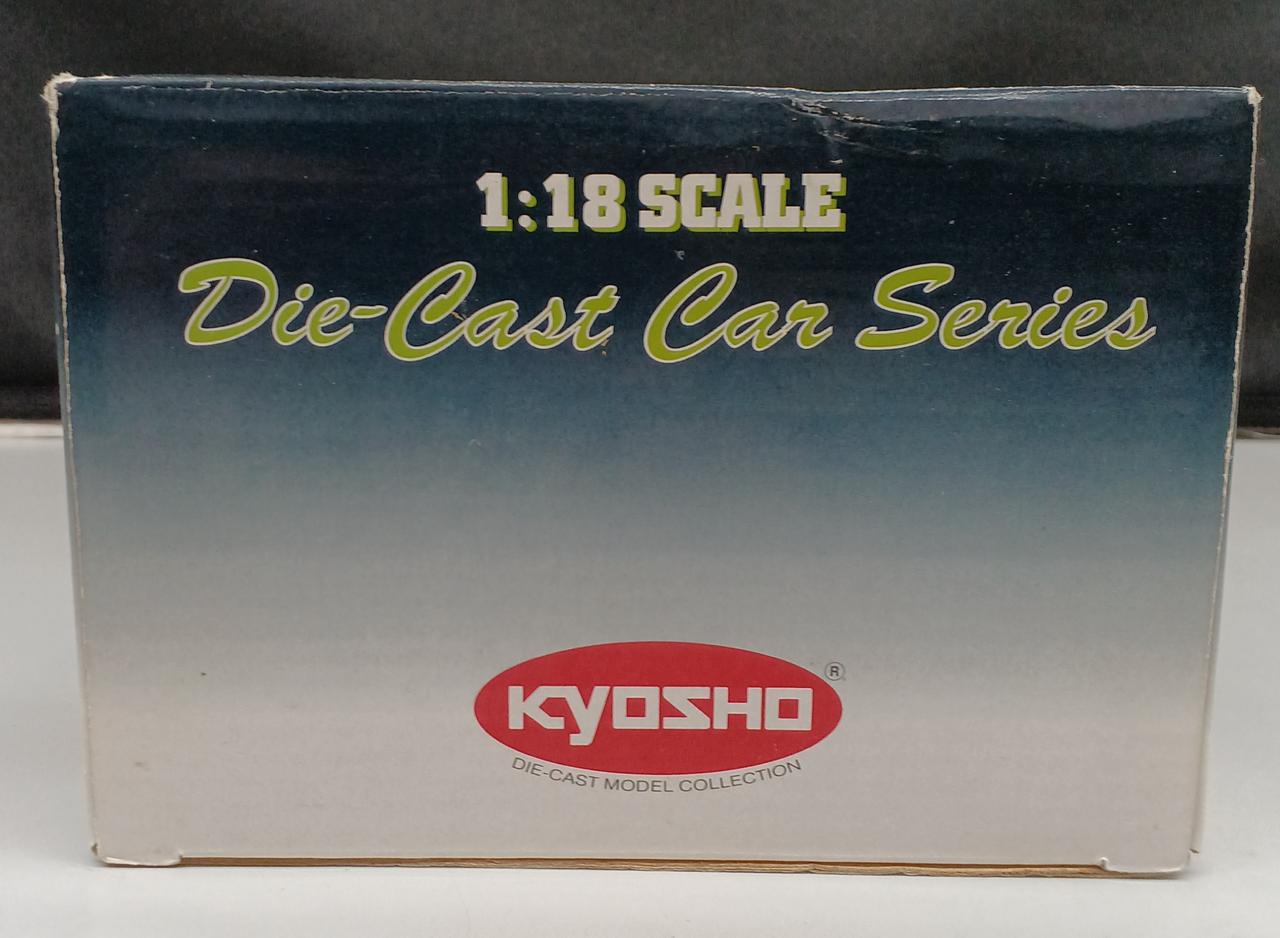 1:18 SCALE
Die-Cast Car Series
KYOSHO ®
DIE-CAST MODEL COLLECTION